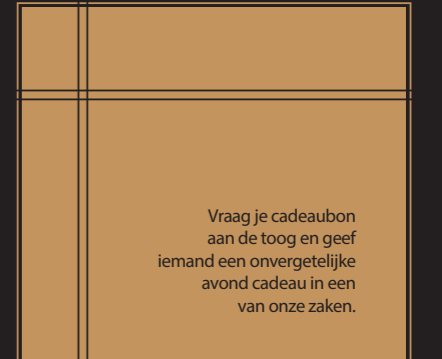 Vraag je cadeaubon
aan de toog en geef
iemand een onvergetelijke
avond cadeau in een
van onze zaken.